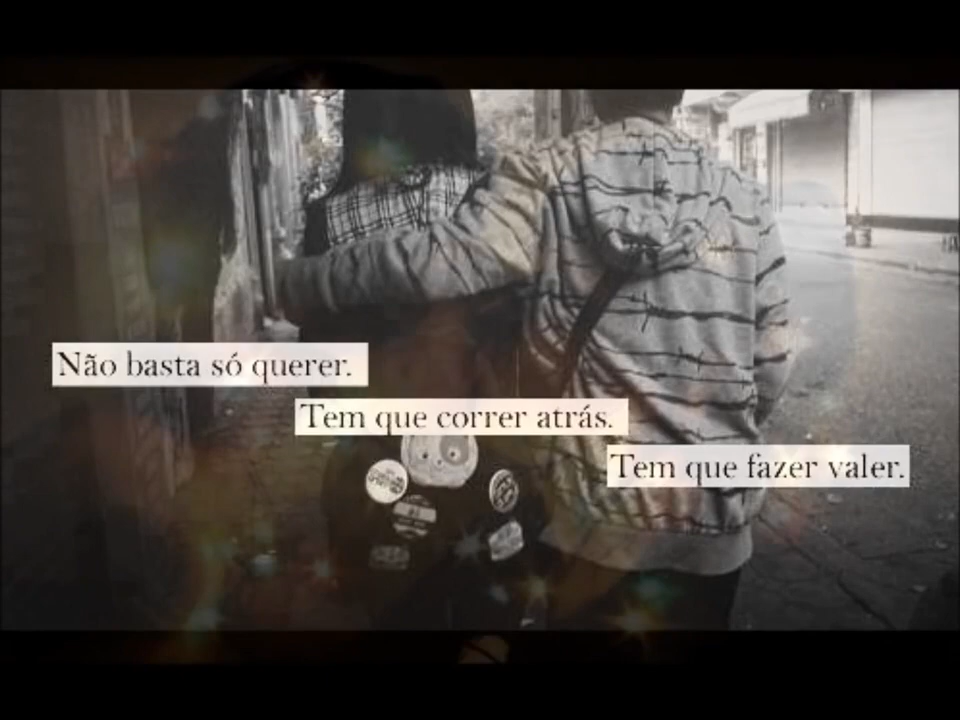 Não basta só querer.
Tem que correr atrás.
Tem que fazer valer.